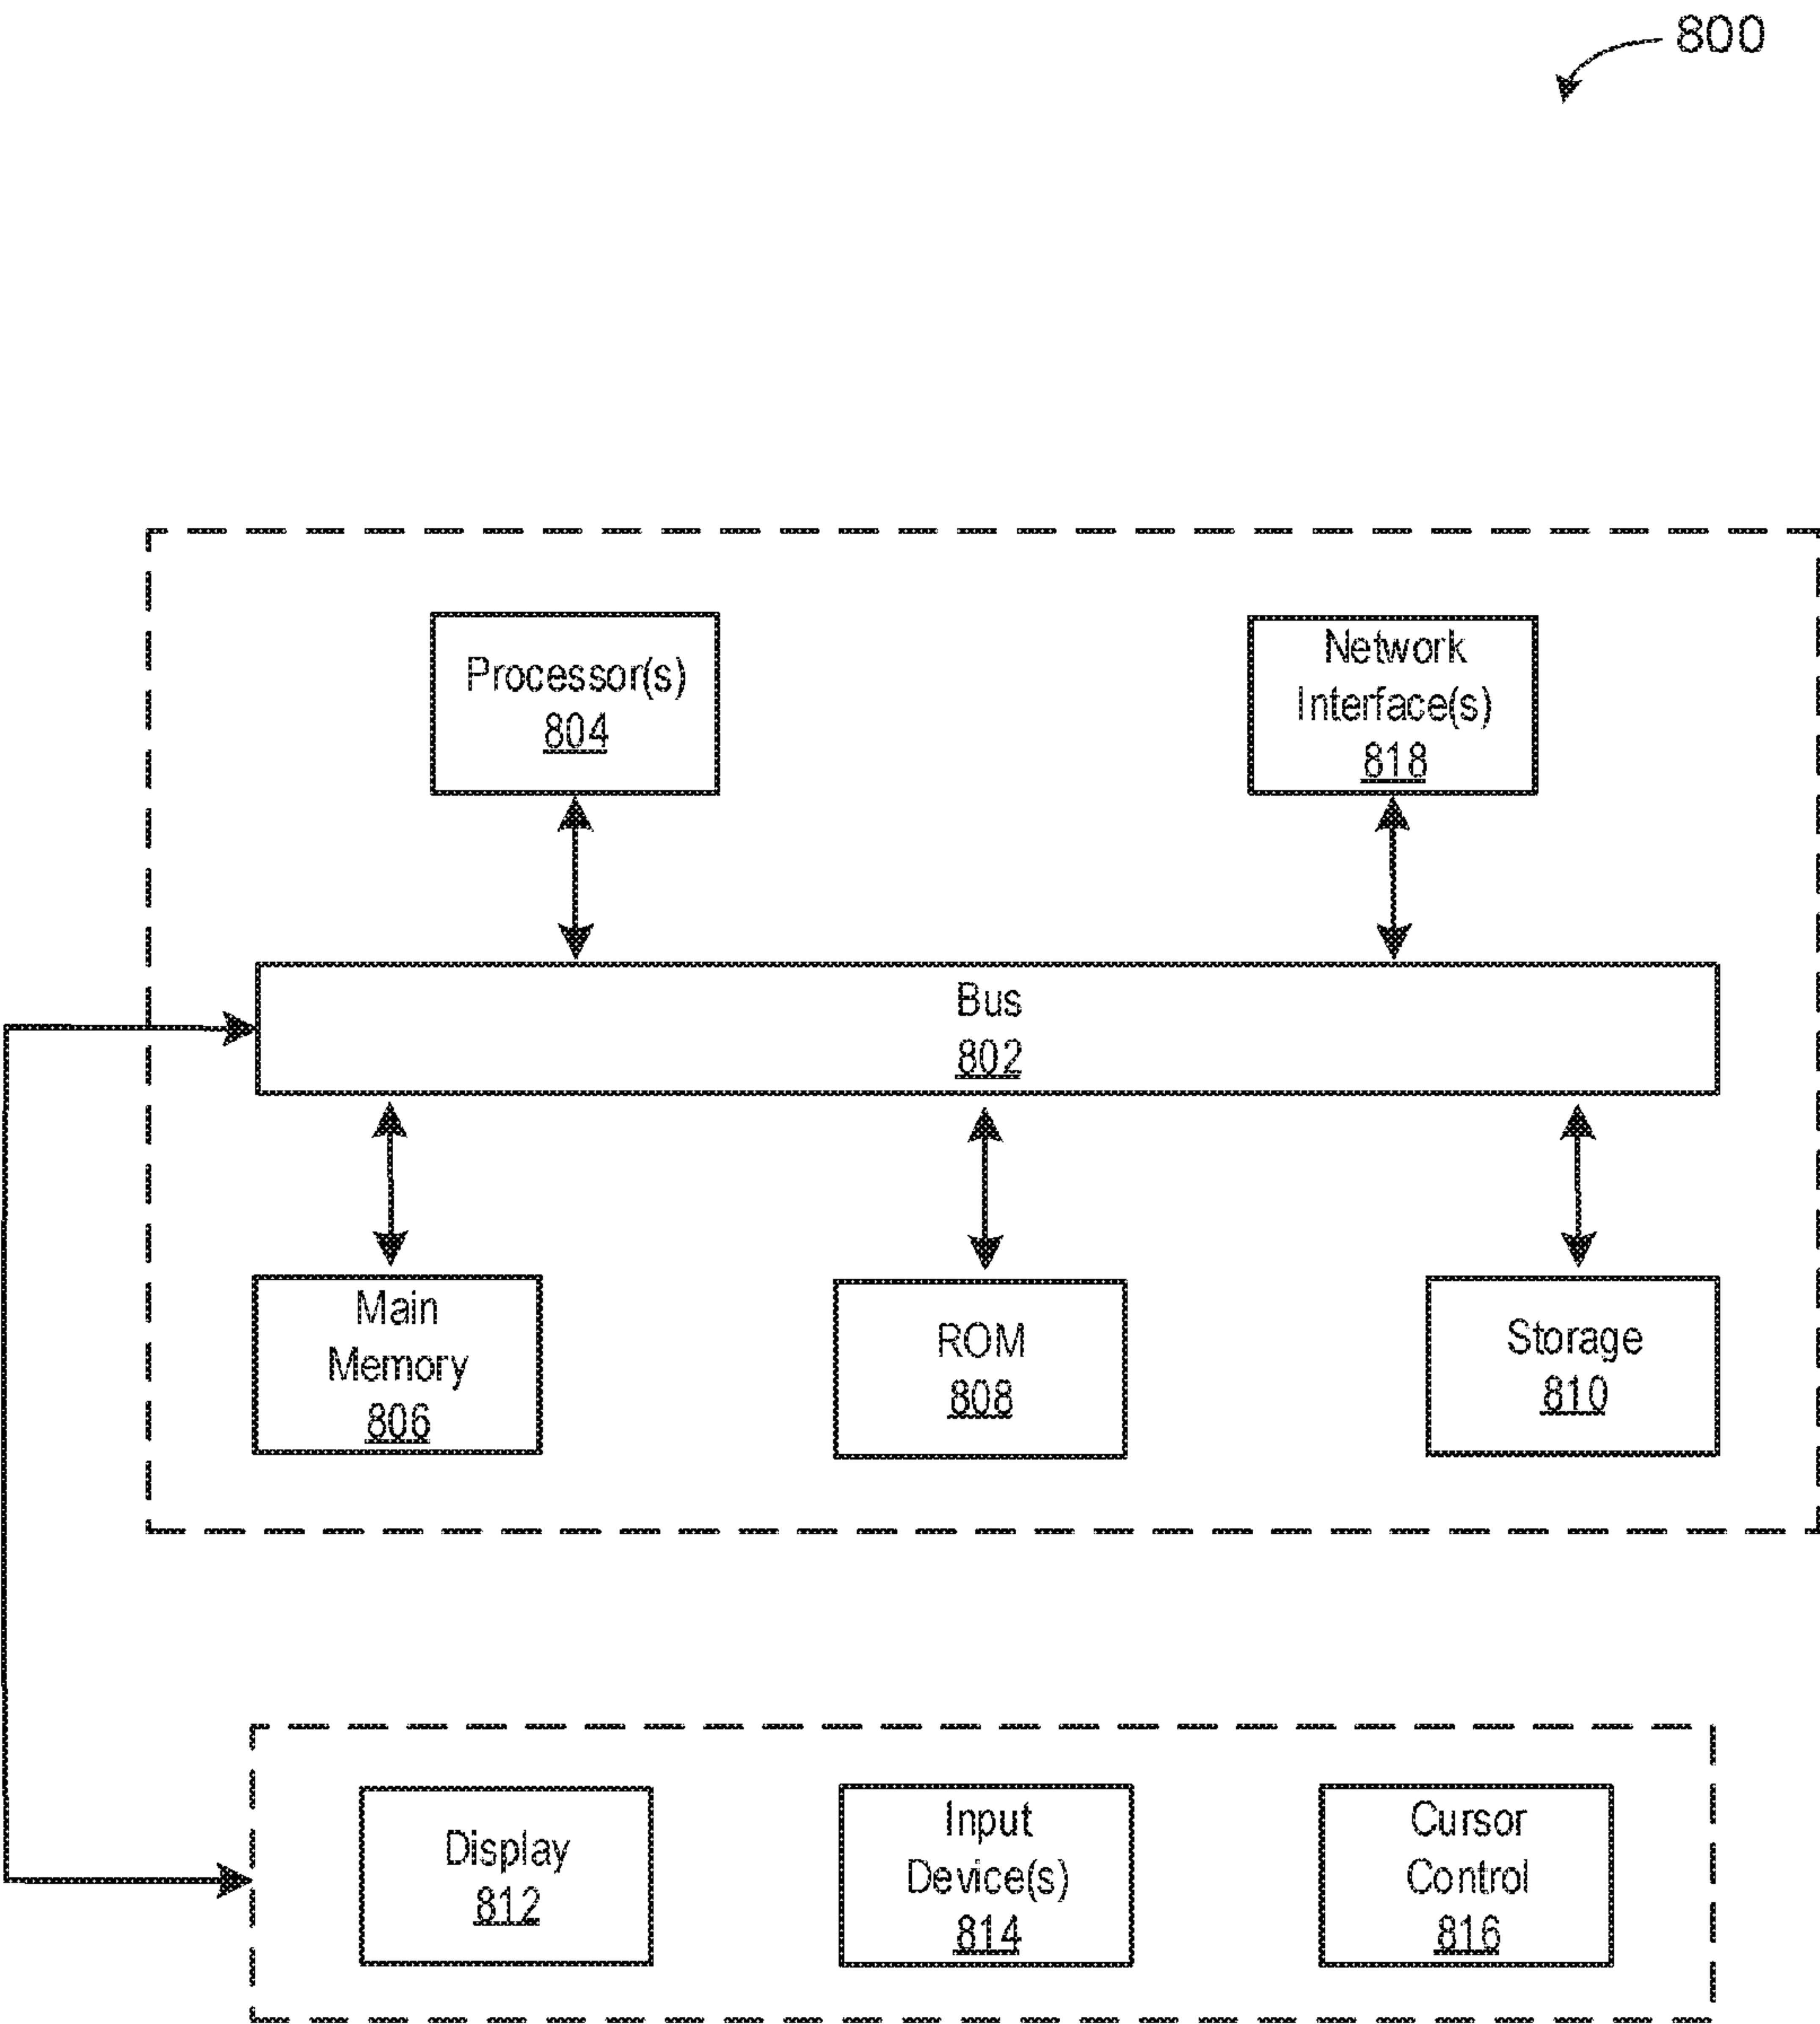 800
Processor(s)
804
Network
Interface(s)
818
Bus
802
Main
Memory
806
ROM
808
Storage
810
Display
812
Input
Device(s)
814
Cursor
Control
816